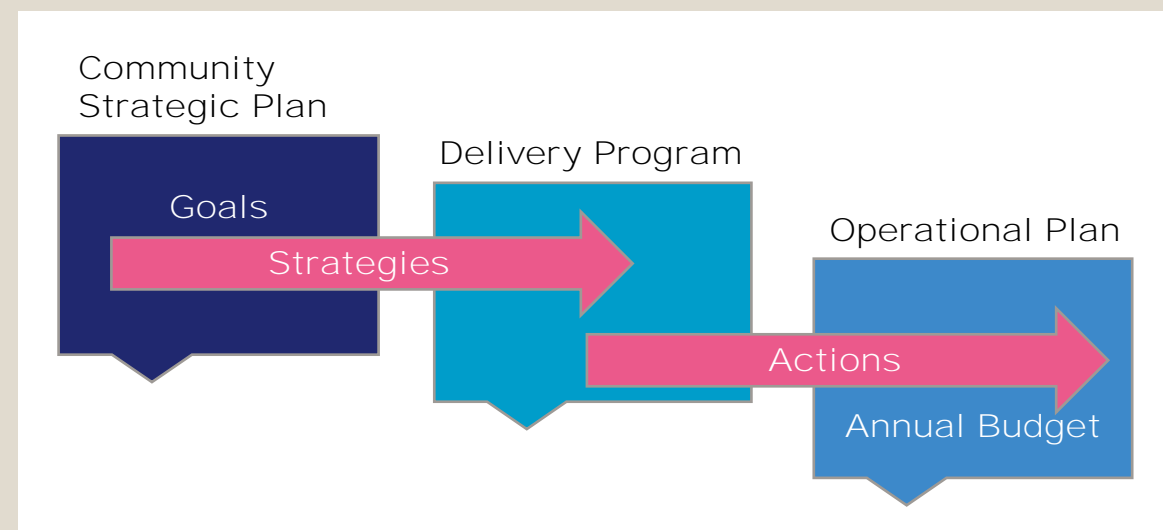 Community
Strategic Plan
Goals
Strategies
Delivery Program
Operational Plan
Actions
Annual Budget